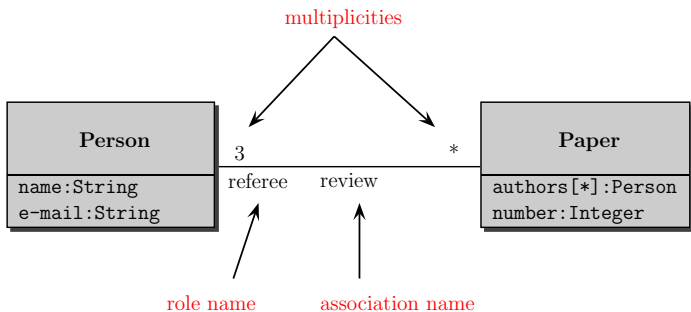 multiplicities
Person
Paper
3
*
referee
review
name:String
e-mail:String
authors[*]:Person
number:Integer
role name
association name